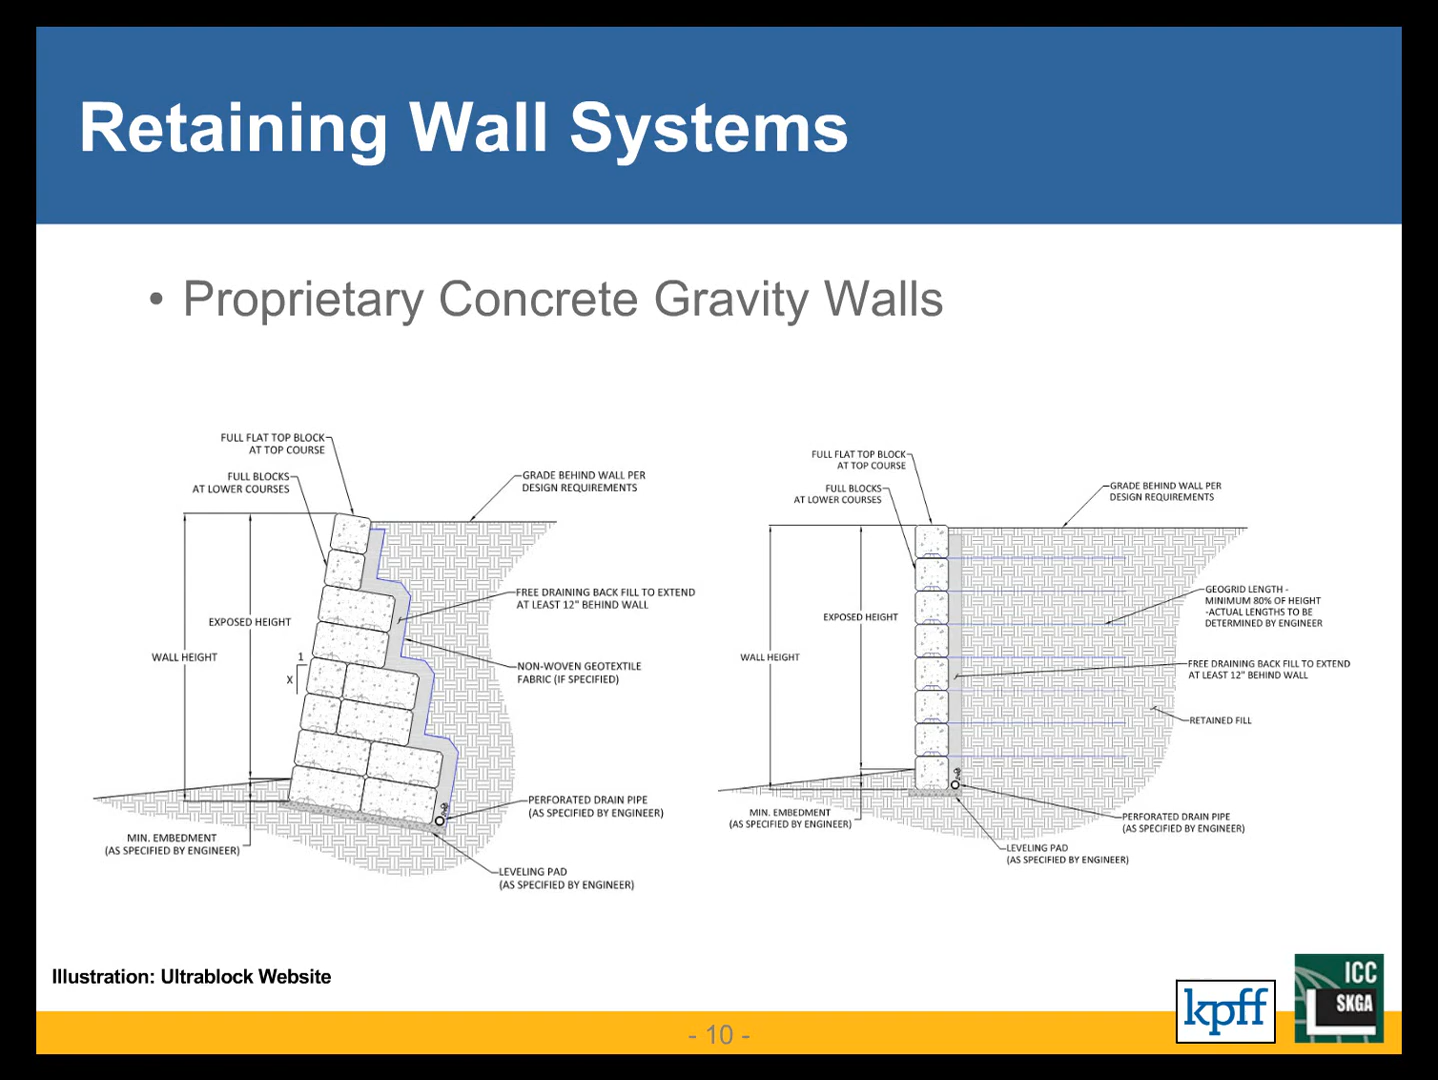 Retaining Wall Systems
• Proprietary Concrete Gravity Walls
FULL FLAT TOP BLOCK
AT TOP COURSE
FULL BLOCKS
AT LOWER COURSES
GRADE BEHIND WALL PER
DESIGN REQUIREMENTS
FREE DRAINING BACK FILL TO EXTEND
AT LEAST 12" BEHIND WALL
EXPOSED HEIGHT
WALL HEIGHT
1
X
NON-WOVEN GEOTEXTILE
FABRIC (IF SPECIFIED)
PERFORATED DRAIN PIPE
(AS SPECIFIED BY ENGINEER)
MIN. EMBEDMENT
(AS SPECIFIED BY ENGINEER)
LEVELING PAD
(AS SPECIFIED BY ENGINEER)
FULL FLAT TOP BLOCK
AT TOP COURSE
FULL BLOCKS
AT LOWER COURSES
GRADE BEHIND WALL PER
DESIGN REQUIREMENTS
GEOGRID LENGTH -
MINIMUM 80% OF HEIGHT
-ACTUAL LENGTHS TO BE
DETERMINED BY ENGINEER
EXPOSED HEIGHT
WALL HEIGHT
FREE DRAINING BACK FILL TO EXTEND
AT LEAST 12" BEHIND WALL
RETAINED FILL
MIN. EMBEDMENT
(AS SPECIFIED BY ENGINEER)
PERFORATED DRAIN PIPE
(AS SPECIFIED BY ENGINEER)
LEVELING PAD
(AS SPECIFIED BY ENGINEER)
Illustration: Ultrablock Website
kpff
ICC
SKGA
- 10 -